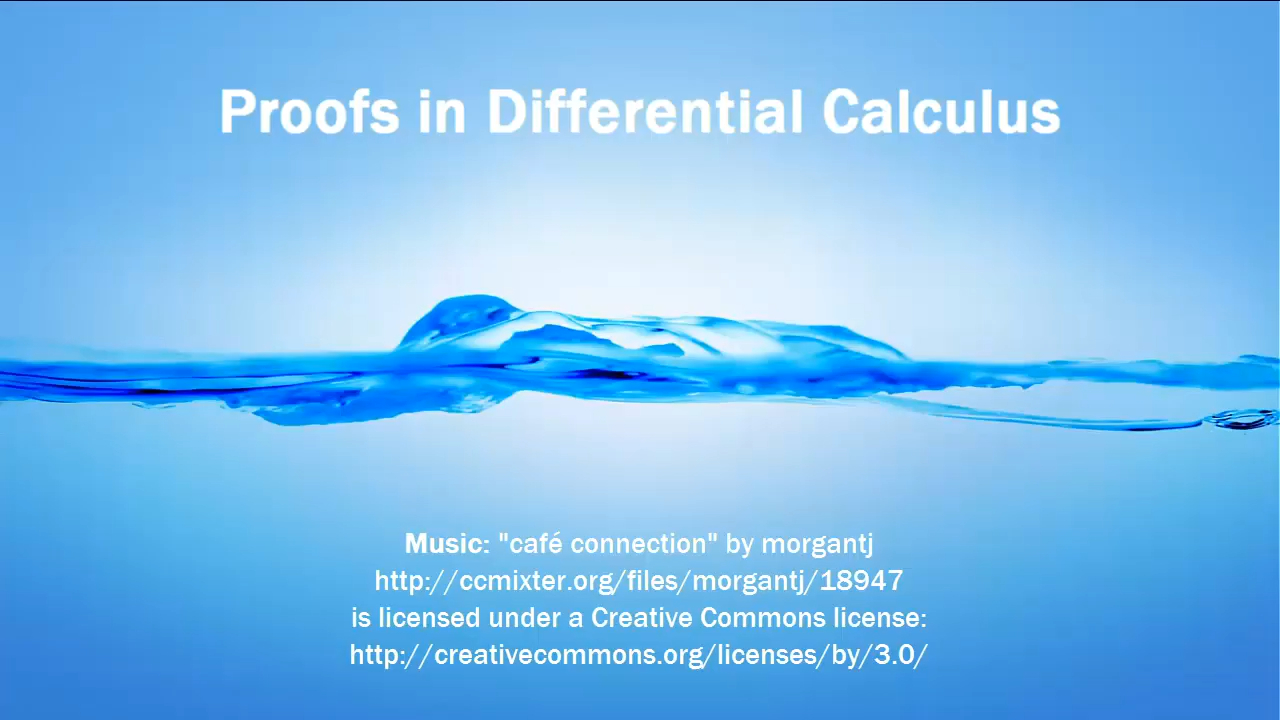 Proofs in Differential Calculus
Music: "café connection" by morgantj
http://ccmixter.org/files/morgantj/18947
is licensed under a Creative Commons license:
http://creativecommons.org/licenses/by/3.0/